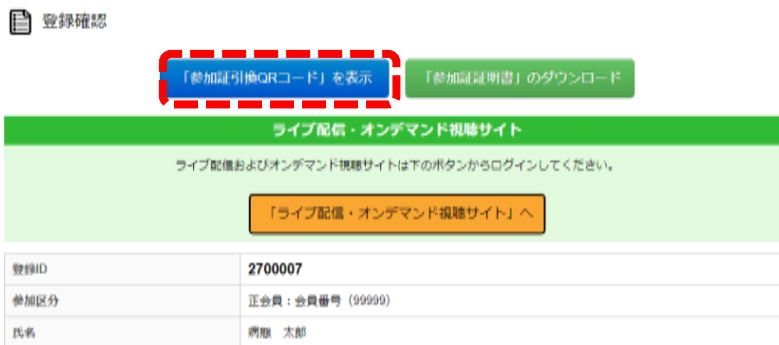 登録確認
「参加証引換QRコード」を表示
「参加証証明書」のダウンロード
ライブ配信・オンデマンド視聴サイト
ライブ配信およびオンデマンド視聴サイトは下のボタンからログインしてください。
「ライブ配信・オンデマンド視聴サイト」へ
登録ID 2700007
参加区分 正会員：会員番号（99999）
氏名 病態 太郎